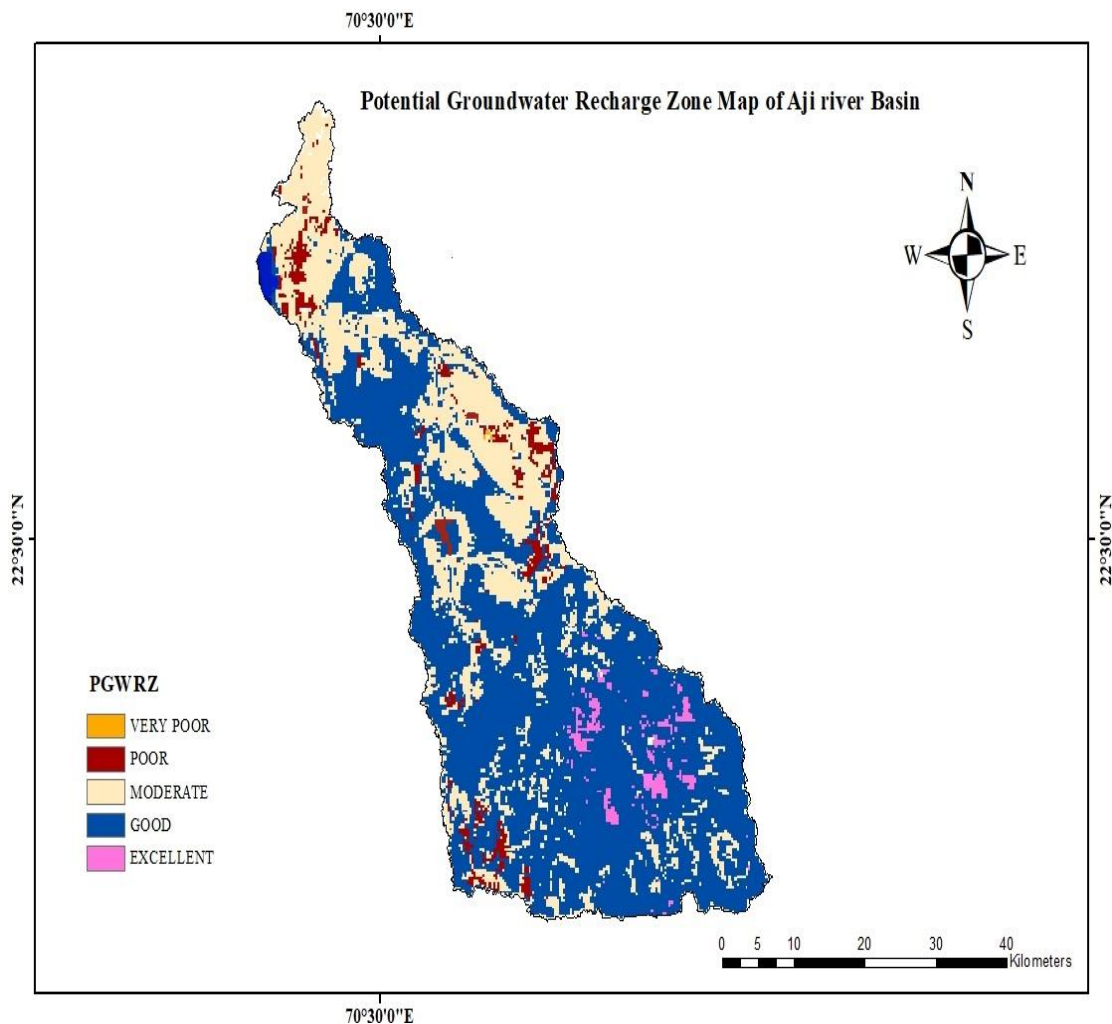 70°30'0"E
Potential Groundwater Recharge Zone Map of Aji river Basin
N
W E
S
22°30'0"N
22°30'0"N
PGWRZ
VERY POOR
POOR
MODERATE
GOOD
EXCELLENT
0 5 10 20 30 40
Kilometers
70°30'0"E